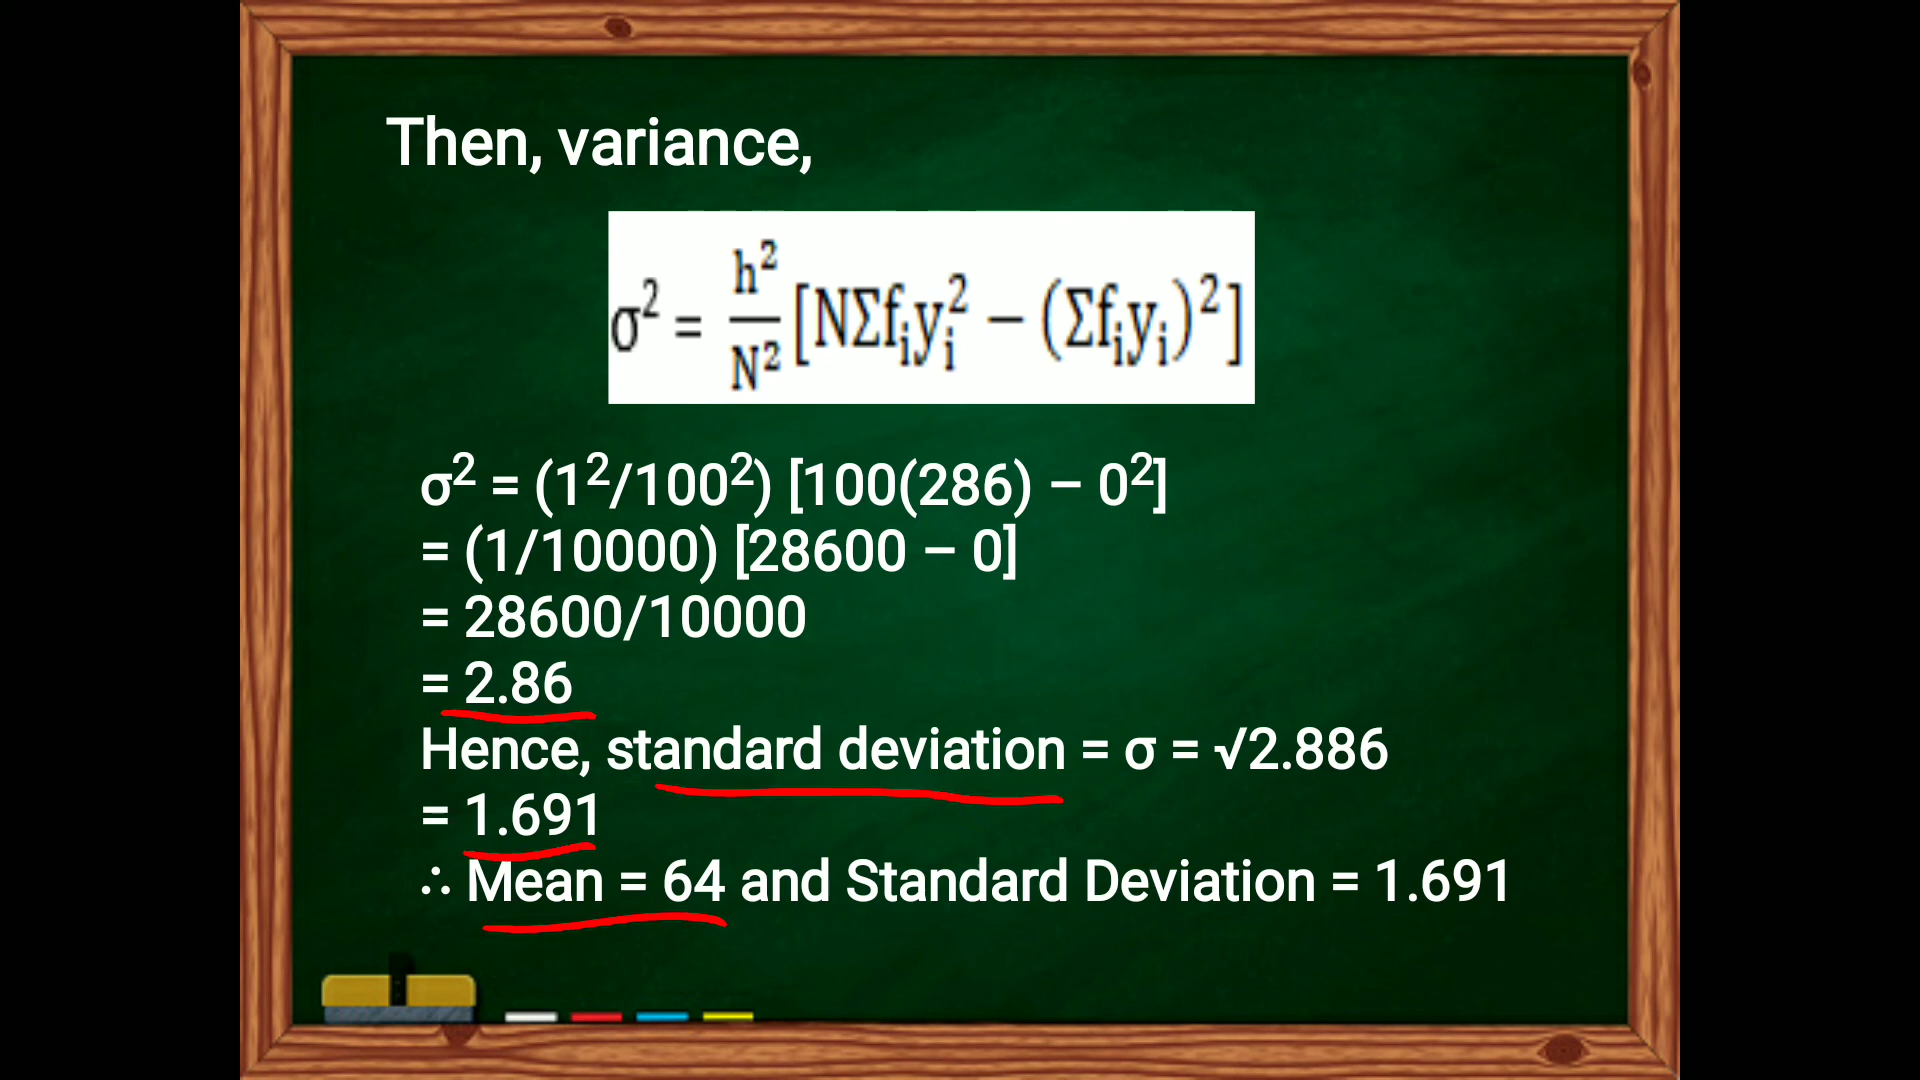 Then, variance,
σ² = h²/N² [NΣfᵢyᵢ² − (Σfᵢyᵢ)²]
σ² = (1²/100²) [100(286) – 0²]
= (1/10000) [28600 – 0]
= 28600/10000
= 2.86
Hence, standard deviation = σ = √2.886
= 1.691
∴ Mean = 64 and Standard Deviation = 1.691